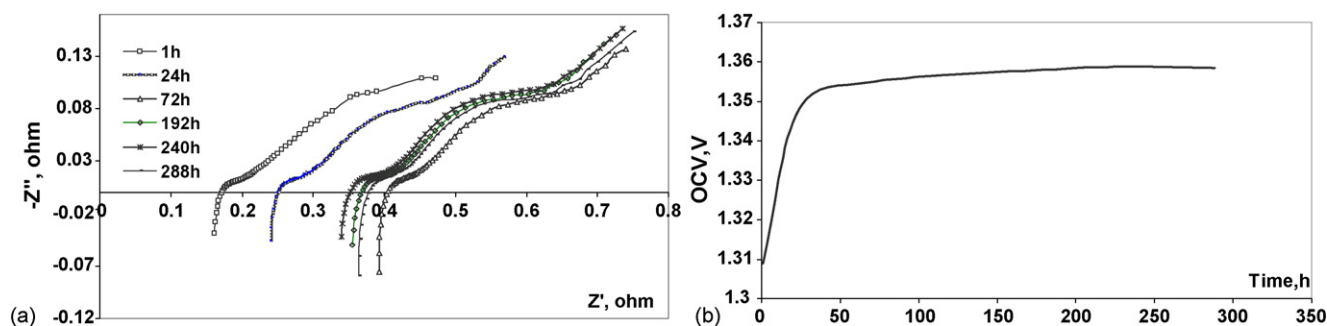 0.13
0.08
0.03
-0.02
-0.07
-0.12
-Z", ohm
1h
24h
72h
192h
240h
288h
0 0.1 0.2 0.3 0.4 0.5 0.6 0.7 0.8
Z', ohm
(a)
1.37
1.36
1.35
1.34
1.33
1.32
1.31
1.3
OCV,V
Time,h
0 50 100 150 200 250 300 350
(b)